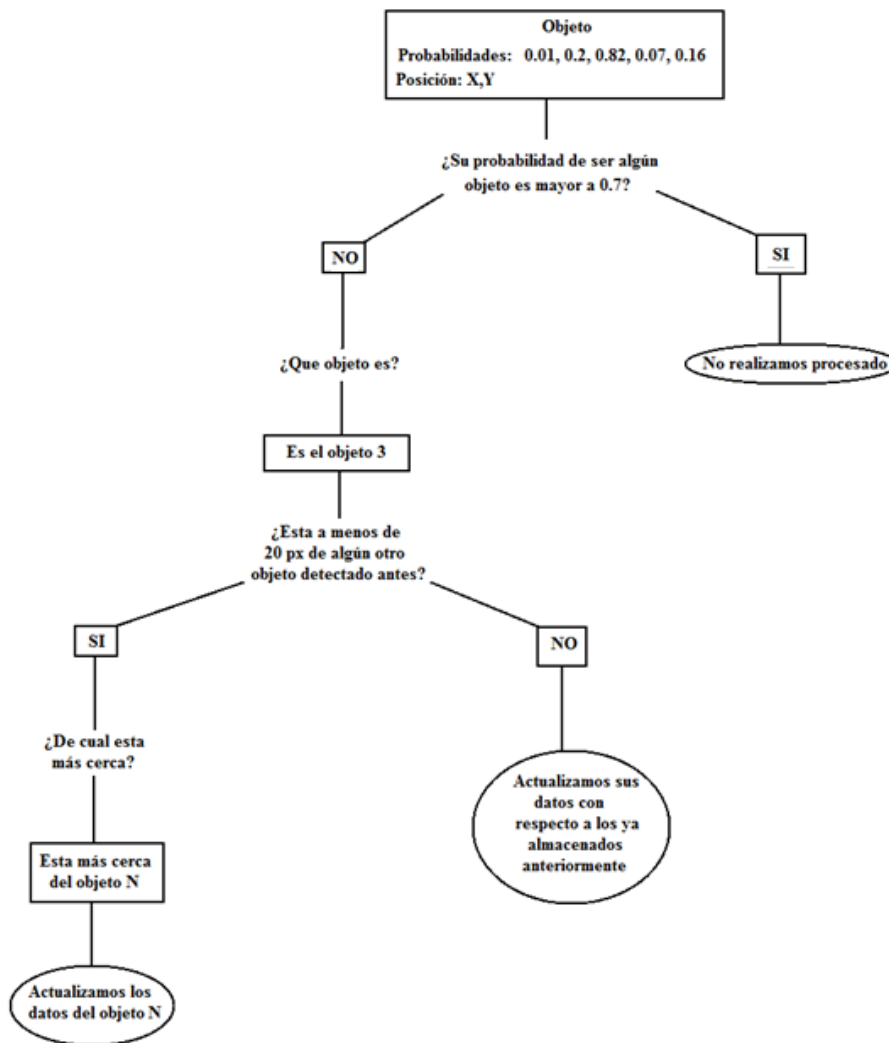 Objeto
Probabilidades: 0.01, 0.2, 0.82, 0.07, 0.16
Posición: X,Y
¿Su probabilidad de ser algún
objeto es mayor a 0.7?
NO
SI
¿Que objeto es?
No realizamos procesado
Es el objeto 3
¿Esta a menos de
20 px de algún otro
objeto detectado antes?
SI
NO
¿De cual esta
más cerca?
Actualizamos sus
datos con
respecto a los ya
almacenados
anteriormente
Esta más cerca
del objeto N
Actualizamos los
datos del objeto N